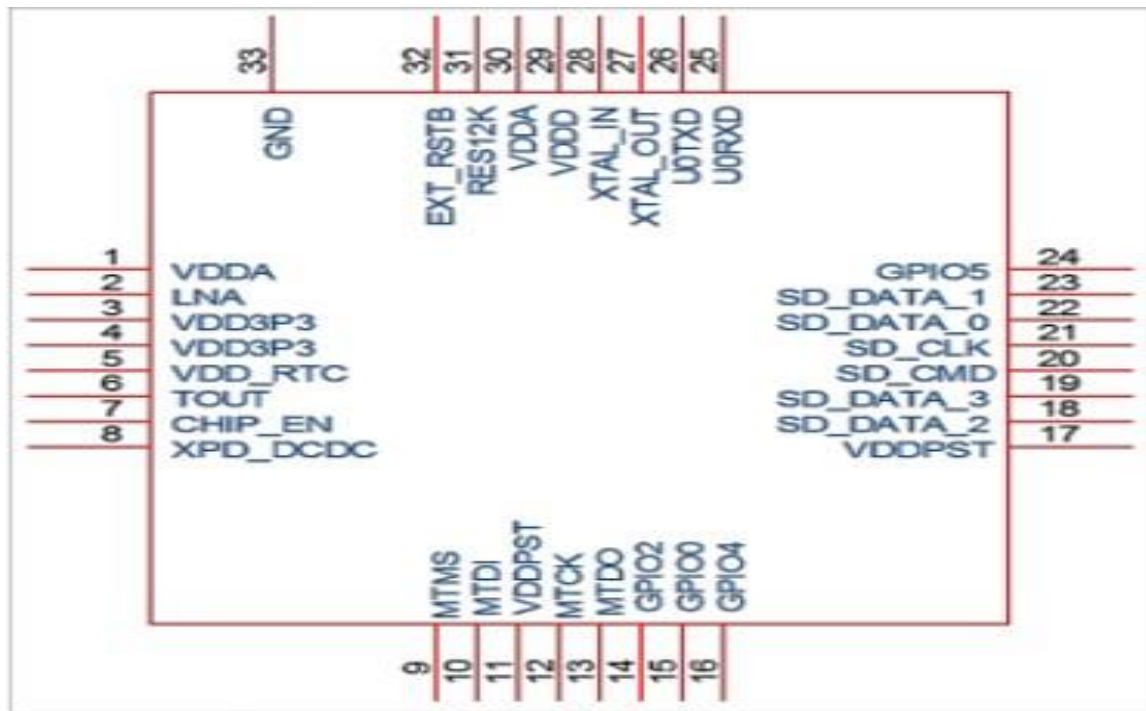 33 32 31 30 29 28 27 26 25
GND EXT_RSTB RES12K VDDA VDDD XTAL_IN XTAL_OUT U0TXD U0RXD
1 VDDA
2 LNA
3 VDD3P3
4 VDD3P3
5 VDD_RTC
6 TOUT
7 CHIP_EN
8 XPD_DCDC
GPIO5 24
SD_DATA_1 23
SD_DATA_0 22
SD_CLK 21
SD_CMD 20
SD_DATA_3 19
SD_DATA_2 18
VDDPST 17
MTMS MTDI VDDPST MTCK MTDO GPIO2 GPIO0 GPIO4
9 10 11 12 13 14 15 16